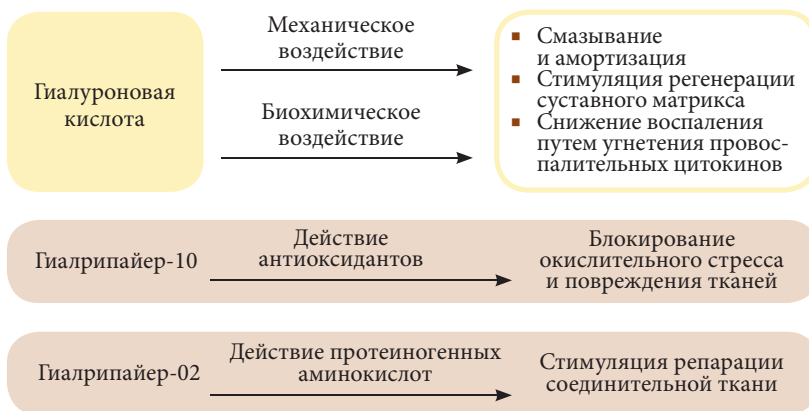 Гиалуроновая
кислота
Механическое
воздействие
Биохимическое
воздействие
▪ Смазывание
и амортизация
▪ Стимуляция регенерации
суставного матрикса
▪ Снижение воспаления
путем угнетения провос-
палительных цитокинов
Гиалрипайер-10
Действие
антиоксидантов
Блокирование
окислительного стресса
и повреждения тканей
Гиалрипайер-02
Действие протеиногенных
аминокислот
Стимуляция репарации
соединительной ткани